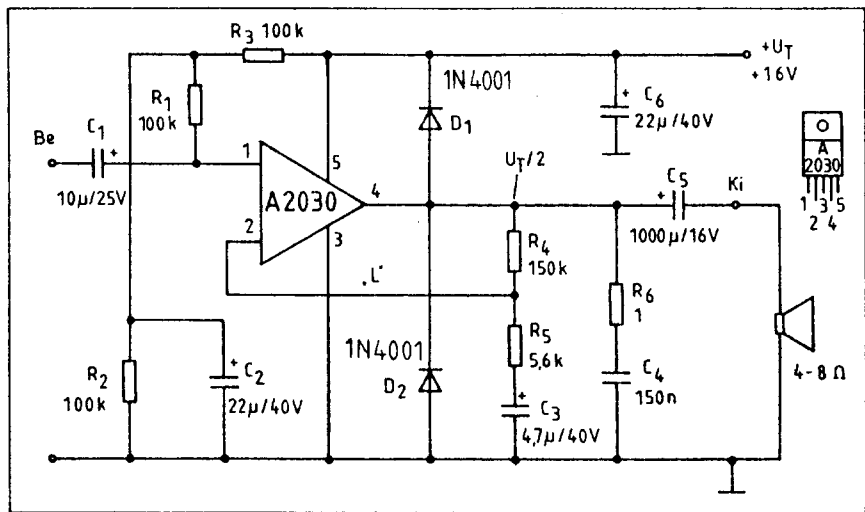 R3 100k
+UT
+16V
1N4001
R1
100k
C6
22µ/40V
D1
Be
C1
10µ/25V
1
5
A2030
4
2
3
UT/2
C5
1000µ/16V
Ki
A
2030
1 3 5
2 4
R4
150k
"L"
R6
1
R5
5,6k
1N4001
D2
R2
100k
C2
22µ/40V
C3
4,7µ/40V
C4
150n
4-8 Ω
+
+
+
+
+